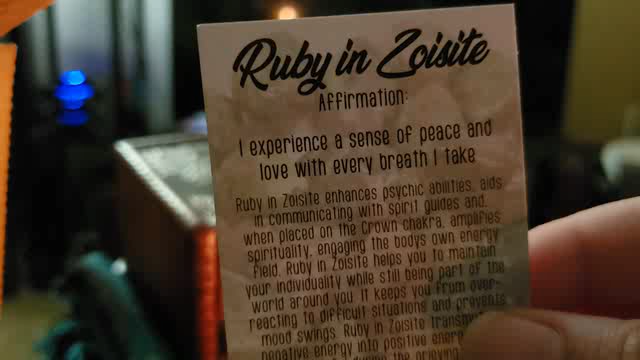 Ruby in Zoisite
Affirmation:
I experience a sense of peace and
love with every breath I take
Ruby in Zoisite enhances psychic abilities, aids
in communicating with spirit guides and,
when placed on the Crown chakra, amplifies
spirituality, engaging the bodys own energy
field. Ruby in Zoisite helps you to maintain
your individuality while still being part of the
world around you. It keeps you from over-
reacting to difficult situations and prevents
mood swings. Ruby in Zoisite
negative energy into positive
during the